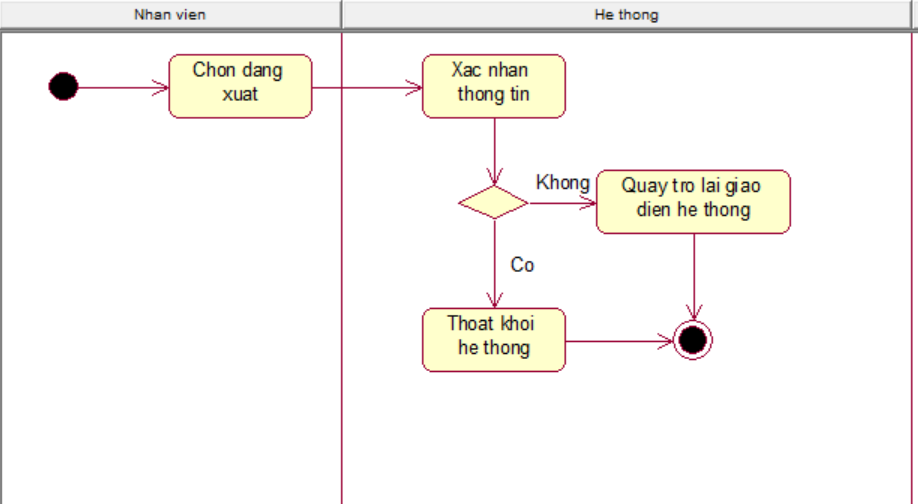 Nhan vien
He thong
Chon dang
xuat
Xac nhan
thong tin
Khong
Quay tro lai giao
dien he thong
Co
Thoat khoi
he thong